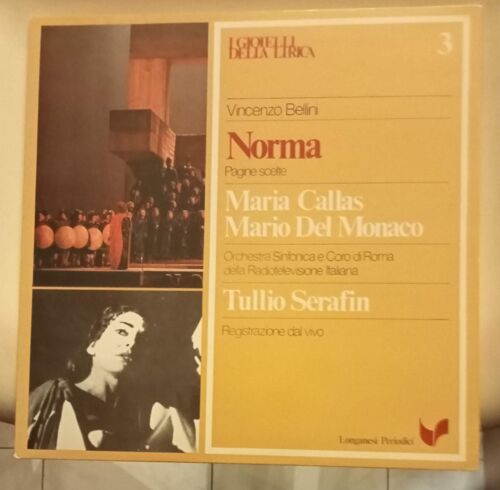 I GIOIELLI
DELLA LIRICA
3
Vincenzo Bellini
Norma
Pagine scelte
Maria Callas
Mario Del Monaco
Orchestra Sinfonica e Coro di Roma
della Radiotelevisione Italiana
Tullio Serafin
Registrazione dal vivo
Longanesi Periodici